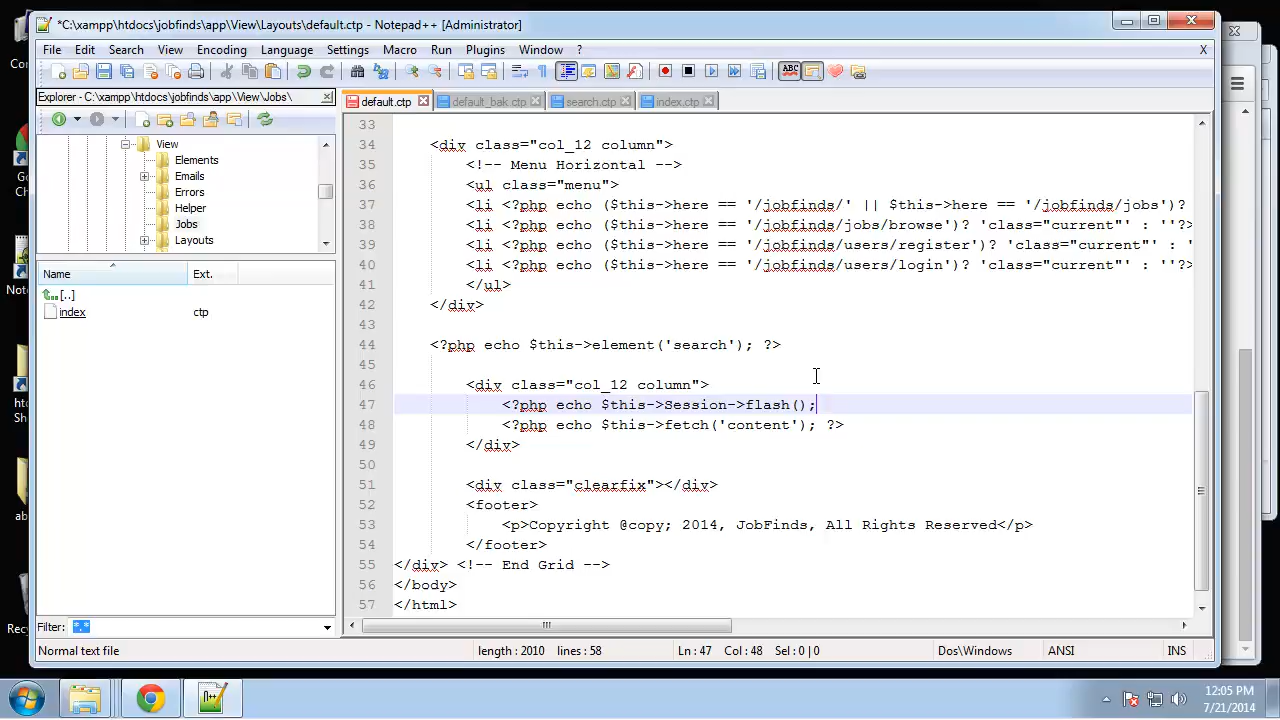 *C:\xampp\htdocs\jobfinds\app\View\Layouts\default.ctp - Notepad++ [Administrator]
File Edit Search View Encoding Language Settings Macro Run Plugins Window ? X
Explorer - C:\xampp\htdocs\jobfinds\app\View\Jobs\
default.ctp default_bak.ctp search.ctp index.ctp
View
Elements
Emails
Errors
Helper
Jobs
Layouts
Name Ext.
[..]
index ctp
Filter: *.*
33
34 <div class="col_12 column">
35 <!-- Menu Horizontal -->
36 <ul class="menu">
37 <li <?php echo ($this->here == '/jobfinds/' || $this->here == '/jobfinds/jobs')?
38 <li <?php echo ($this->here == '/jobfinds/jobs/browse')? 'class="current"' : ''?>
39 <li <?php echo ($this->here == '/jobfinds/users/register')? 'class="current"' : '
40 <li <?php echo ($this->here == '/jobfinds/users/login')? 'class="current"' : ''?>
41 </ul>
42 </div>
43
44 <?php echo $this->element('search'); ?>
45
46 <div class="col_12 column">
47 <?php echo $this->Session->flash();
48 <?php echo $this->fetch('content'); ?>
49 </div>
50
51 <div class="clearfix"></div>
52 <footer>
53 <p>Copyright @copy; 2014, JobFinds, All Rights Reserved</p>
54 </footer>
55 </div> <!-- End Grid -->
56 </body>
57 </html>
Normal text file length : 2010 lines : 58 Ln : 47 Col : 48 Sel : 0 | 0 Dos\Windows ANSI INS
12:05 PM
7/21/2014